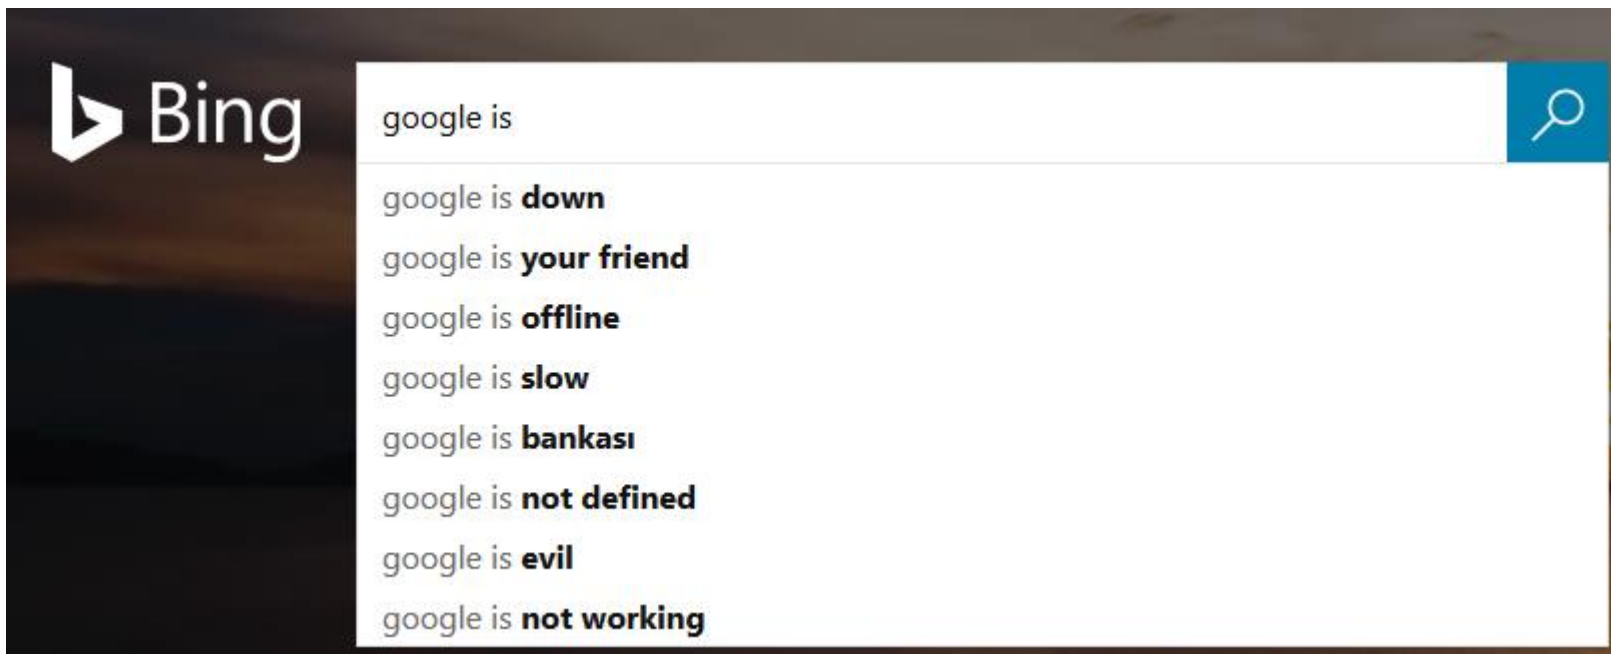 Bing
google is
google is down
google is your friend
google is offline
google is slow
google is bankası
google is not defined
google is evil
google is not working